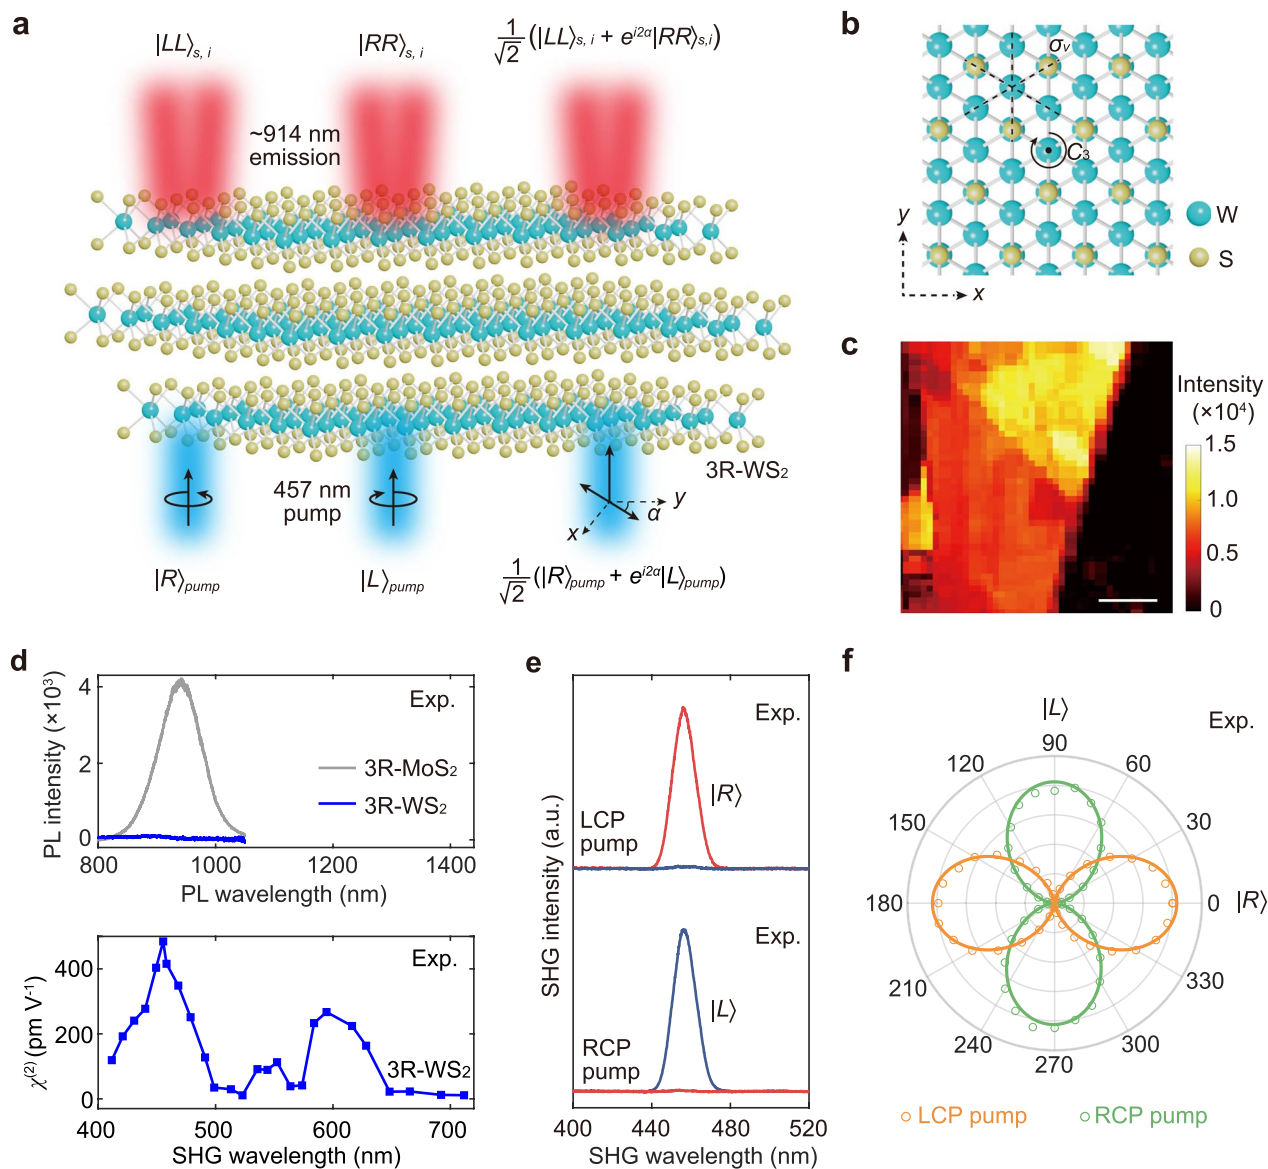 a
|LL⟩s, i
|RR⟩s, i
1/√2 (|LL⟩s, i + e^i2α|RR⟩s,i)
~914 nm
emission
3R-WS2
457 nm
pump
y
x
α
|R⟩pump
|L⟩pump
1/√2 (|R⟩pump + e^i2α|L⟩pump)
b
σv
C3
y
x
W
S
c
Intensity
(×10⁴)
1.5
1.0
0.5
0
d
PL intensity (×10³)
4
2
0
Exp.
3R-MoS2
3R-WS2
800 1000 1200 1400
PL wavelength (nm)
χ⁽²⁾ (pm V⁻¹)
400
200
0
Exp.
3R-WS2
400 500 600 700
SHG wavelength (nm)
e
SHG intensity (a.u.)
Exp.
|R⟩
LCP
pump
Exp.
|L⟩
RCP
pump
400 440 480 520
SHG wavelength (nm)
f
|L⟩
Exp.
90
120 60
150 30
180 0 |R⟩
210 330
240 300
270
LCP pump RCP pump